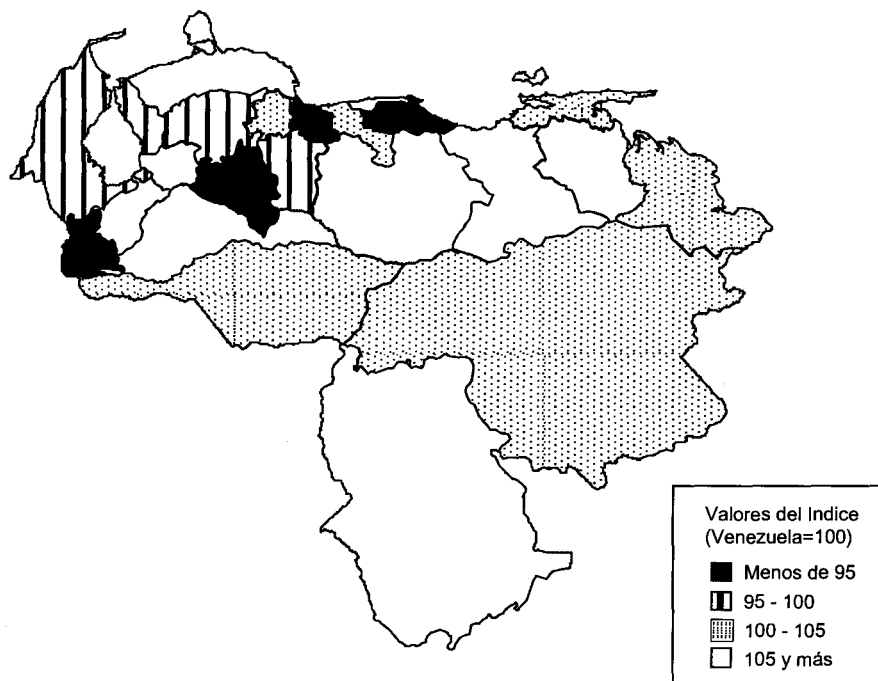 Valores del Indice
(Venezuela=100)
Menos de 95
95 - 100
100 - 105
105 y más